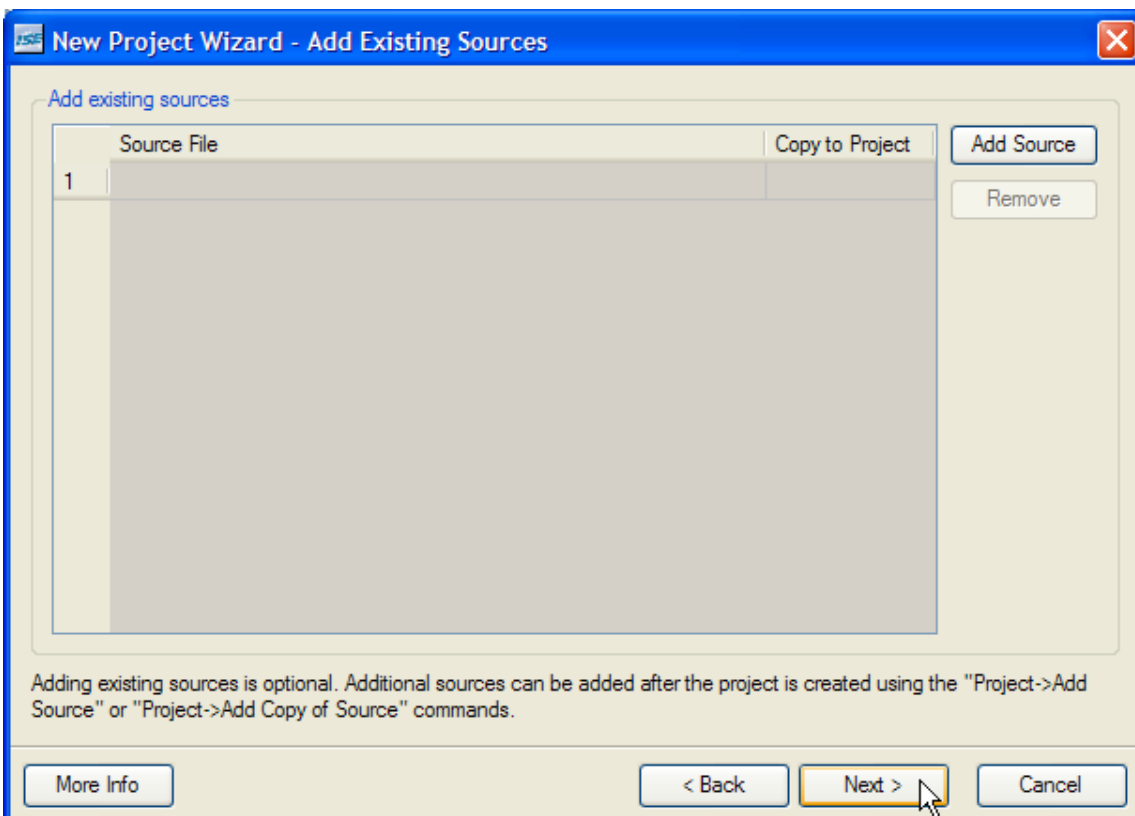 ISE New Project Wizard - Add Existing Sources
Add existing sources
Source File Copy to Project Add Source
1
Remove
Adding existing sources is optional. Additional sources can be added after the project is created using the "Project->Add
Source" or "Project->Add Copy of Source" commands.
More Info < Back Next > Cancel